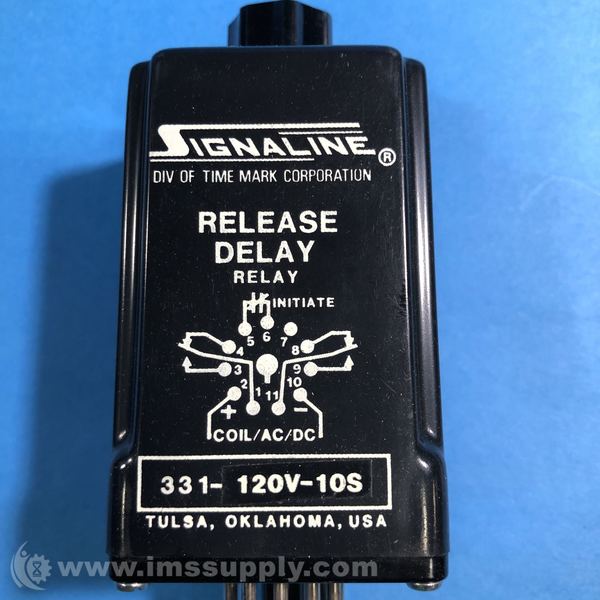 SIGNALINE®
DIV OF TIME MARK CORPORATION
RELEASE
DELAY
RELAY
INITIATE
5 6 7
4 8
3 9
2 10
1 11
+ −
COIL/AC/DC
331- 120V-10S
TULSA, OKLAHOMA, USA
www.imssupply.com